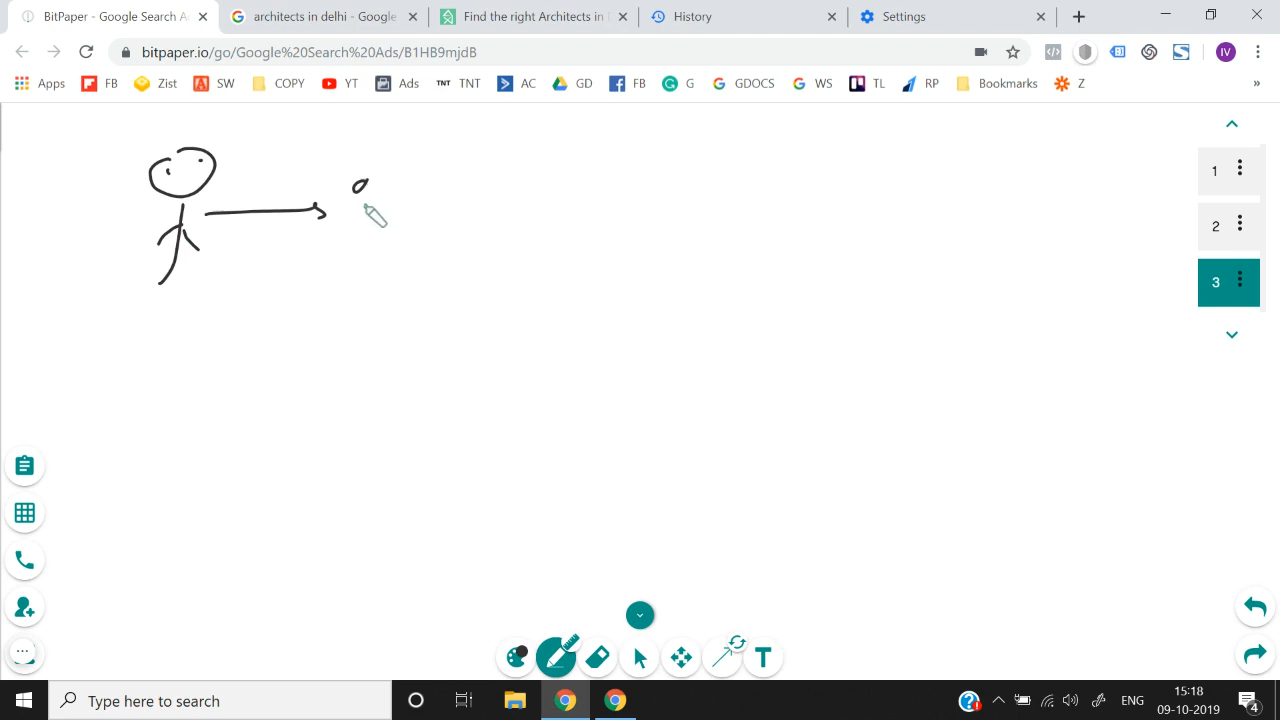 BitPaper - Google Search A
architects in delhi - Google
Find the right Architects in
History
Settings
bitpaper.io/go/Google%20Search%20Ads/B1HB9mjdB
IV
Apps FB Zist SW COPY YT Ads TNT TNT AC GD FB G GDOCS WS TL RP Bookmarks Z »
1
2
3
T
Type here to search
ENG
15:18
09-10-2019
4